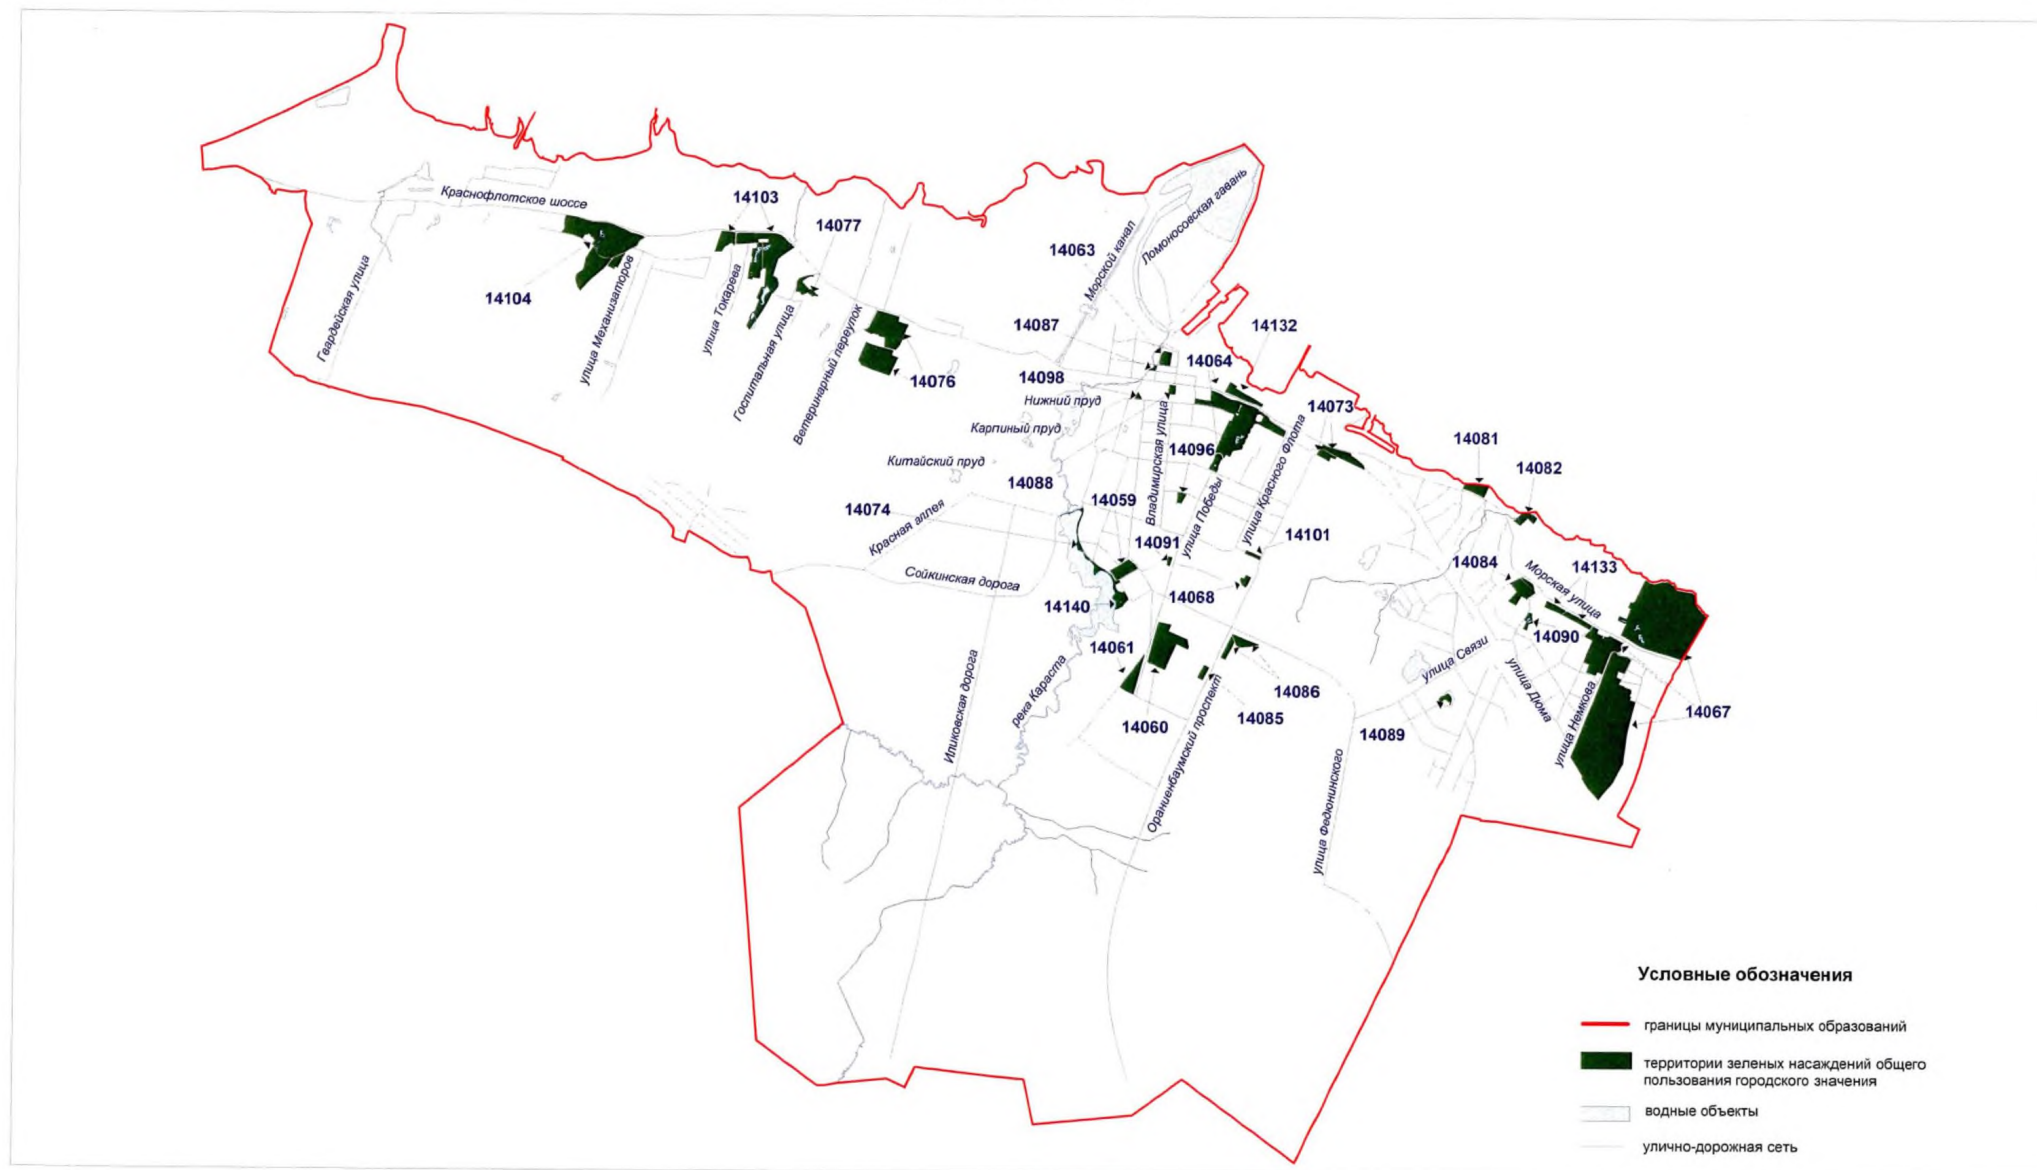 Краснофлотское шоссе
14103
14077
14104
Гвардейская улица
улица Механизаторов
улица Токарева
Госпитальная улица
Ветеринарный переулок
14076
14063
Морской канал
Ломоносовская гавань
14087
14132
14064
14098
Нижний пруд
14073
Карпиный пруд
Владимирская улица
14096
улица Красного Флота
14081
Китайский пруд
14082
14088
14059
улица Победы
14074
Красная аллея
14091
14101
14084
Морская улица
14133
Сойкинская дорога
14068
14140
14090
14061
улица Связи
улица Дюма
14086
Иликовская дорога
река Караста
14085
14060
Ораниенбаумский проспект
14089
улица Немкова
14067
улица Федюнинского
Условные обозначения
границы муниципальных образований
территории зеленых насаждений общего
пользования городского значения
водные объекты
улично-дорожная сеть